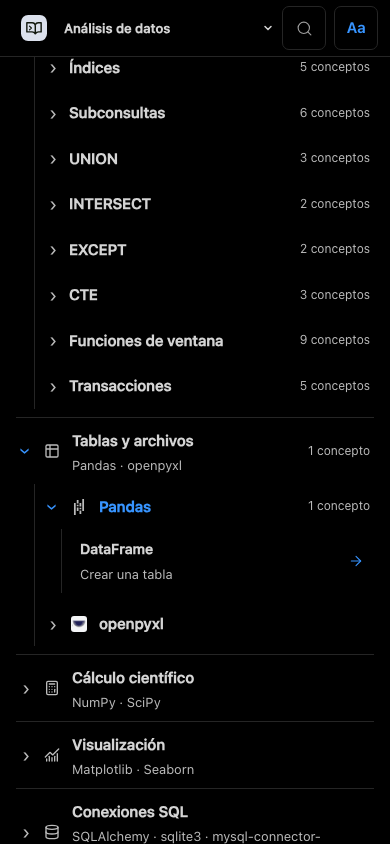 Análisis de datos
Aa
Índices 5 conceptos
Subconsultas 6 conceptos
UNION 3 conceptos
INTERSECT 2 conceptos
EXCEPT 2 conceptos
CTE 3 conceptos
Funciones de ventana 9 conceptos
Transacciones 5 conceptos
Tablas y archivos 1 concepto
Pandas · openpyxl
Pandas 1 concepto
DataFrame
Crear una tabla
openpyxl
Cálculo científico
NumPy · SciPy
Visualización
Matplotlib · Seaborn
Conexiones SQL
SQLAlchemy · sqlite3 · mysql-connector-